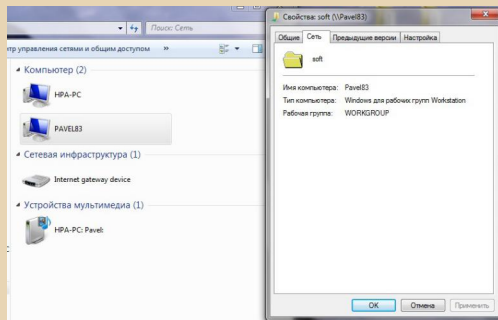 Поиск: Сеть
нтр управления сетями и общим доступом »
Компьютер (2)
HPA-PC
PAVEL83
Сетевая инфраструктура (1)
Internet gateway device
Устройства мультимедиа (1)
HPA-PC: Pavel:
Свойства: soft (\\Pavel83)
Общие Сеть Предыдущие версии Настройка
soft
Имя компьютера: Pavel83
Тип компьютера: Windows для рабочих групп Workstation
Рабочая группа: WORKGROUP
OK Отмена Применить